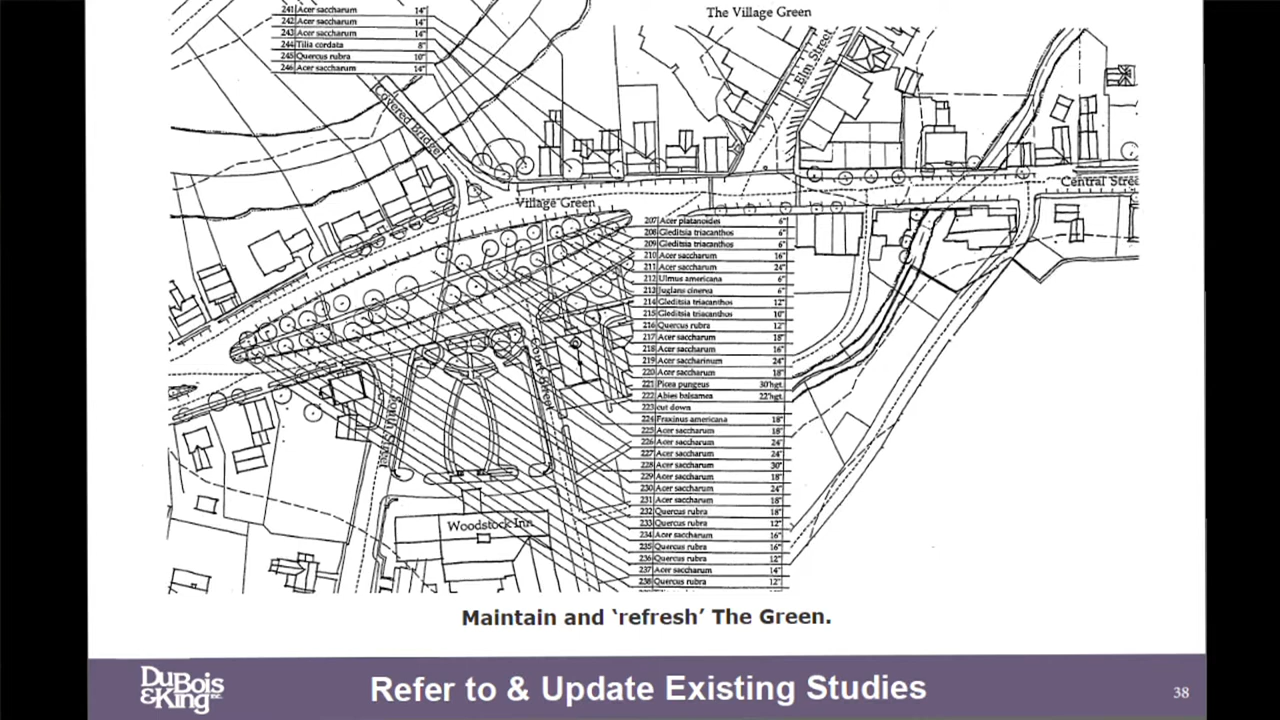 The Village Green
241 Acer saccharum 14"
242 Acer saccharum 14"
243 Acer saccharum 14"
244 Tilia cordata 8"
245 Quercus rubra 10"
246 Acer saccharum 14"
Elm Street
Covered Bridge
Village Green
Central Stree
207 Acer platanoides 6"
208 Gleditsia triacanthos 6"
209 Gleditsia triacanthos 6"
210 Acer saccharum 16"
211 Acer saccharum 24"
212 Ulmus americana 6"
213 Juglans cinerea 6"
214 Gleditsia triacanthos 12"
215 Gleditsia triacanthos 10"
216 Quercus rubra 12"
217 Acer saccharum 18"
218 Acer saccharum 16"
219 Acer saccharinum 24"
220 Acer saccharum 18"
221 Picea pungeus 30'hgt.
222 Abies balsamea 22'hgt.
223 cut down
224 Fraxinus americana 18"
225 Acer saccharum 18"
226 Acer saccharum 24"
227 Acer saccharum 24"
228 Acer saccharum 30"
229 Acer saccharum 18"
230 Acer saccharum 24"
231 Acer saccharum 18"
232 Quercus rubra 18"
233 Quercus rubra 12"
234 Acer saccharum 16"
235 Quercus rubra 16"
236 Quercus rubra 12"
237 Acer saccharum 14"
238 Quercus rubra 12"
Court Street
Woodstock Inn
Maintain and ‘refresh’ The Green.
DuBois
&King INC.
Refer to & Update Existing Studies
38